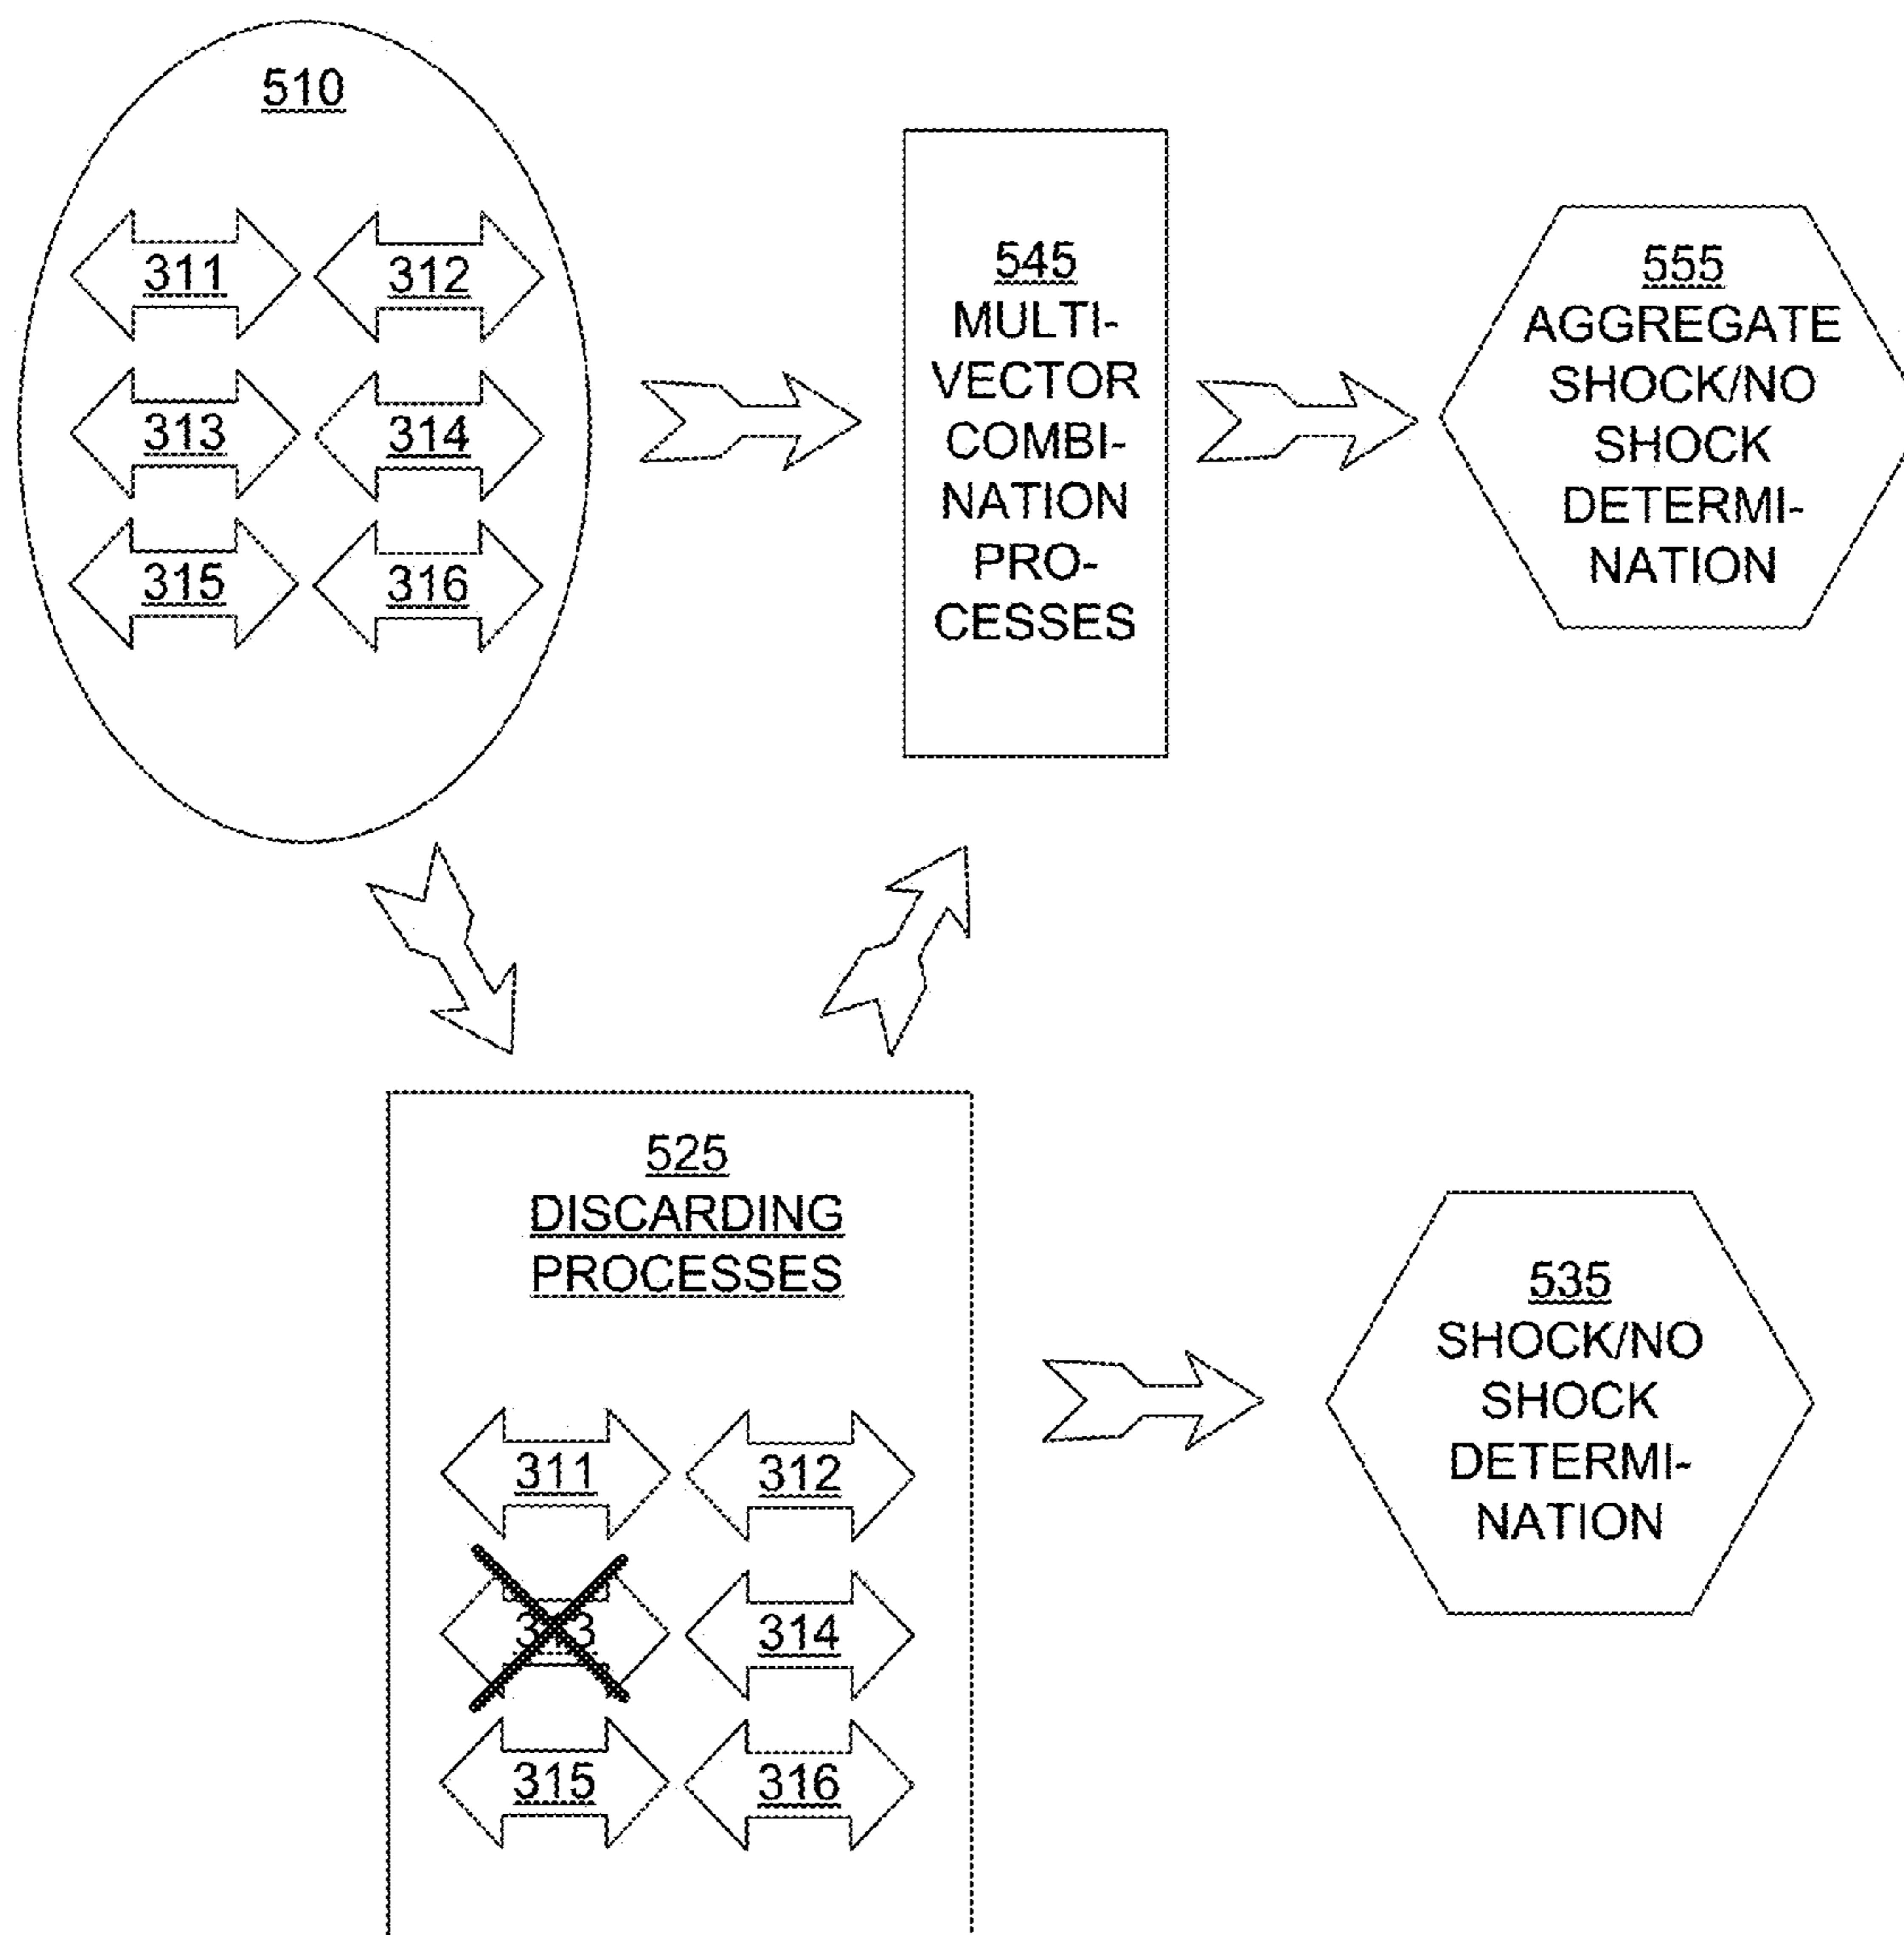 510
311 312
313 314
315 316
545
MULTI-
VECTOR
COMBI-
NATION
PRO-
CESSES
555
AGGREGATE
SHOCK/NO
SHOCK
DETERMI-
NATION
525
DISCARDING
PROCESSES
311 312
313 314
315 316
535
SHOCK/NO
SHOCK
DETERMI-
NATION